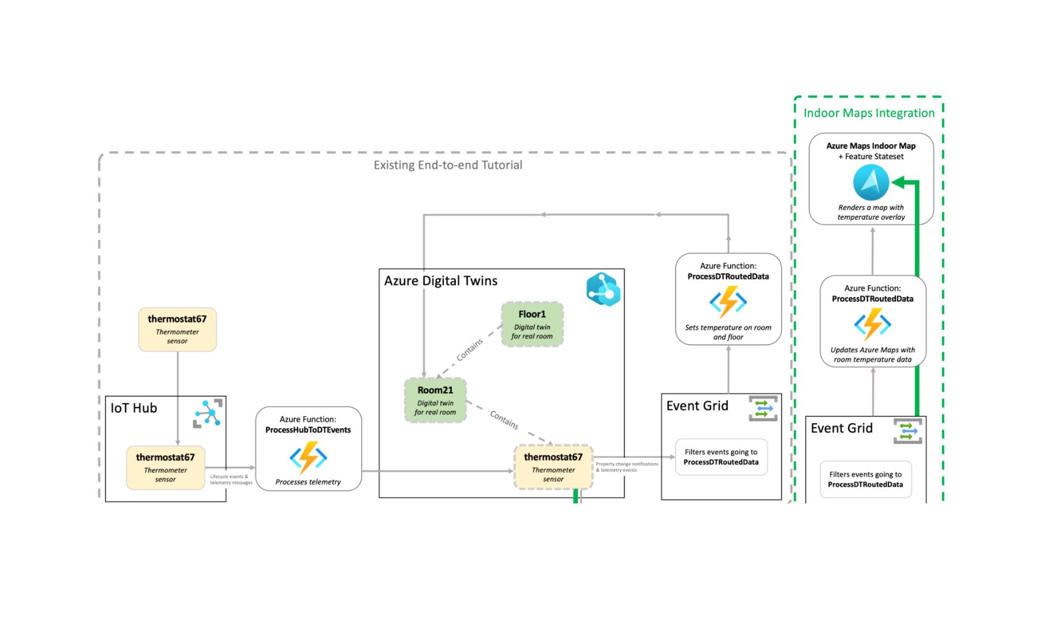 Indoor Maps Integration
Azure Maps Indoor Map
+ Feature Stateset
Renders a map with
temperature overlay
Existing End-to-end Tutorial
Azure Function:
ProcessDTRoutedData
Sets temperature on room
and floor
Azure Function:
ProcessDTRoutedData
Updates Azure Maps with
room temperature data
Azure Digital Twins
Floor1
Digital twin
for real room
thermostat67
Thermometer
sensor
Contains
Room21
Digital twin
for real room
Contains
IoT Hub
Azure Function:
ProcessHubToDTEvents
Processes telemetry
Event Grid
Event Grid
thermostat67
Thermometer
sensor
Lifecycle events &
telemetry messages
thermostat67
Thermometer
sensor
Property change notifications
& telemetry events
Filters events going to
ProcessDTRoutedData
Filters events going to
ProcessDTRoutedData